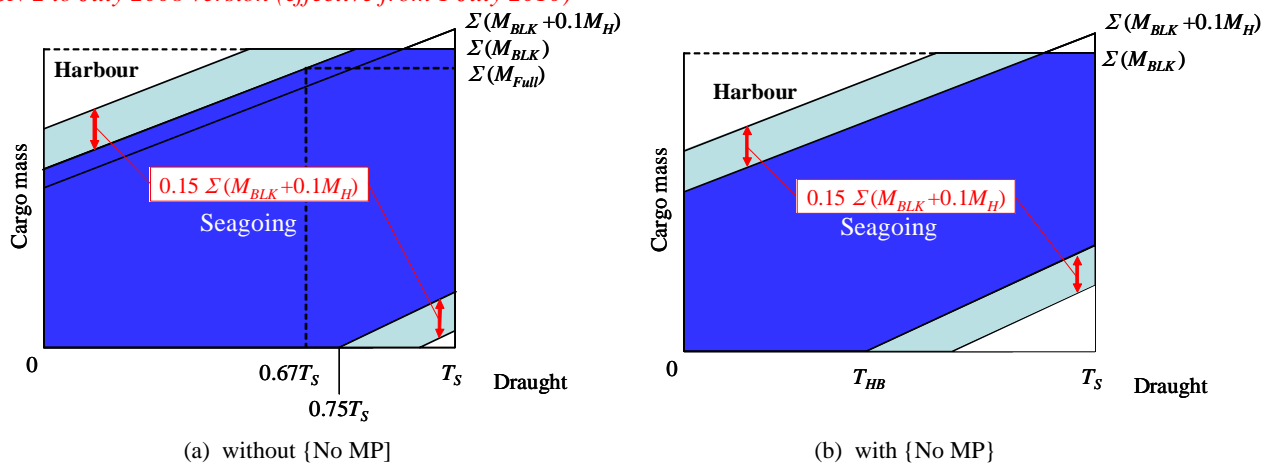 Σ(M_BLK+0.1M_H)
Σ(M_BLK)
Σ(M_Full)
Harbour
0.15 Σ(M_BLK+0.1M_H)
Seagoing
Cargo mass
0
0.67T_S
T_S
Draught
0.75T_S
(a) without {No MP]
Σ(M_BLK+0.1M_H)
Σ(M_BLK)
Harbour
0.15 Σ(M_BLK+0.1M_H)
Seagoing
Cargo mass
0
T_HB
T_S
Draught
(b) with {No MP}